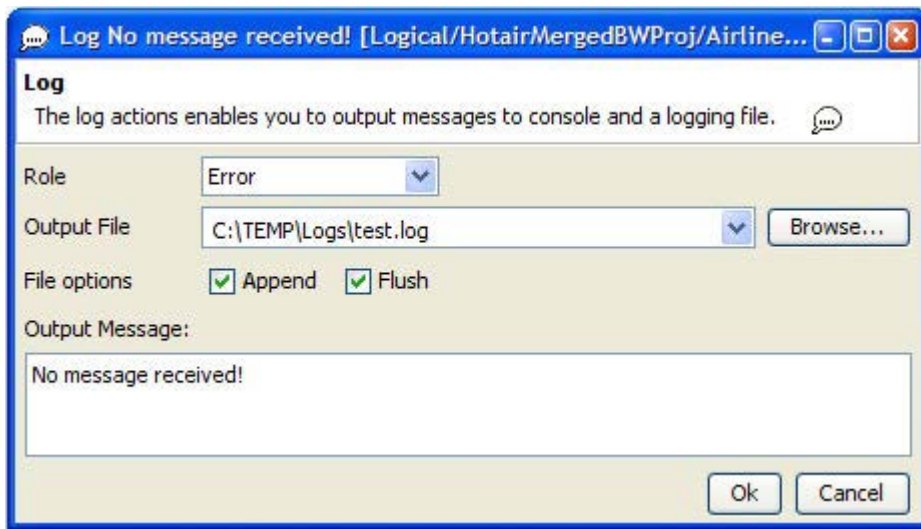 Log No message received! [Logical/HotairMergedBWProj/Airline...
Log
The log actions enables you to output messages to console and a logging file.
Role Error
Output File C:\TEMP\Logs\test.log Browse...
File options Append Flush
Output Message:
No message received!
Ok Cancel